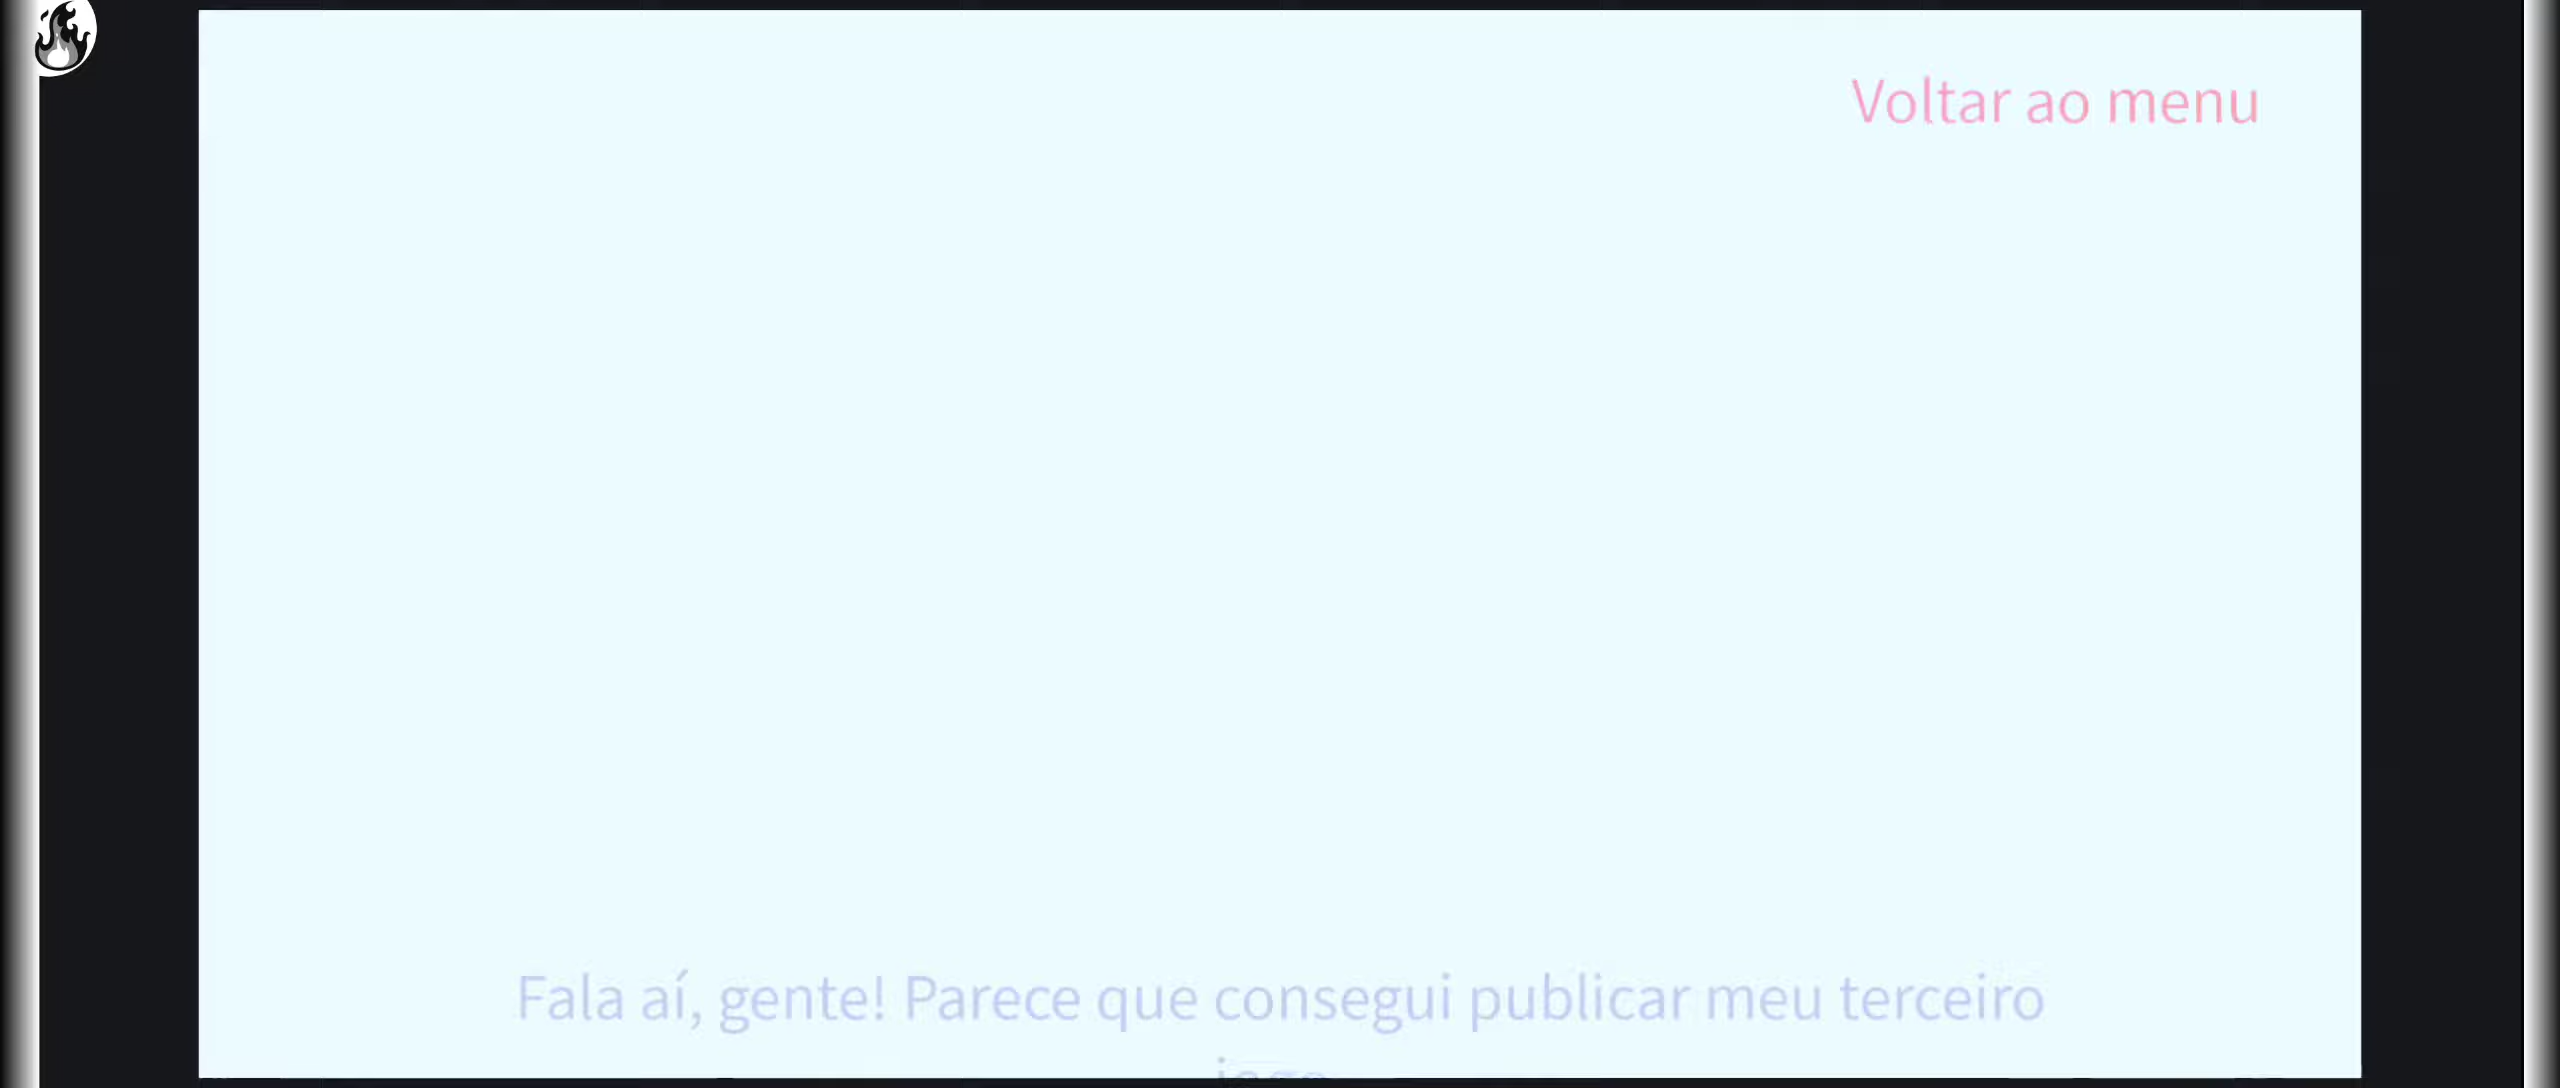 Voltar ao menu
Fala aí, gente! Parece que consegui publicar meu terceiro